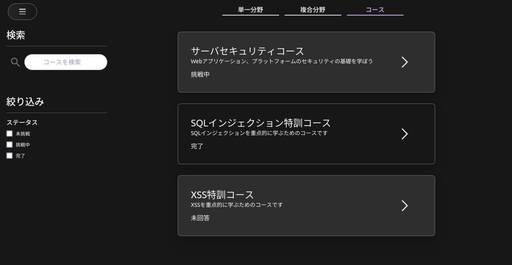 単一分野
複合分野
コース
検索
コースを検索
絞り込み
ステータス
未挑戦
挑戦中
完了
サーバセキュリティコース
Webアプリケーション、プラットフォームのセキュリティの基礎を学ぼう
挑戦中
SQLインジェクション特訓コース
SQLインジェクションを重点的に学ぶためのコースです
完了
XSS特訓コース
XSSを重点的に学ぶためのコースです
未回答